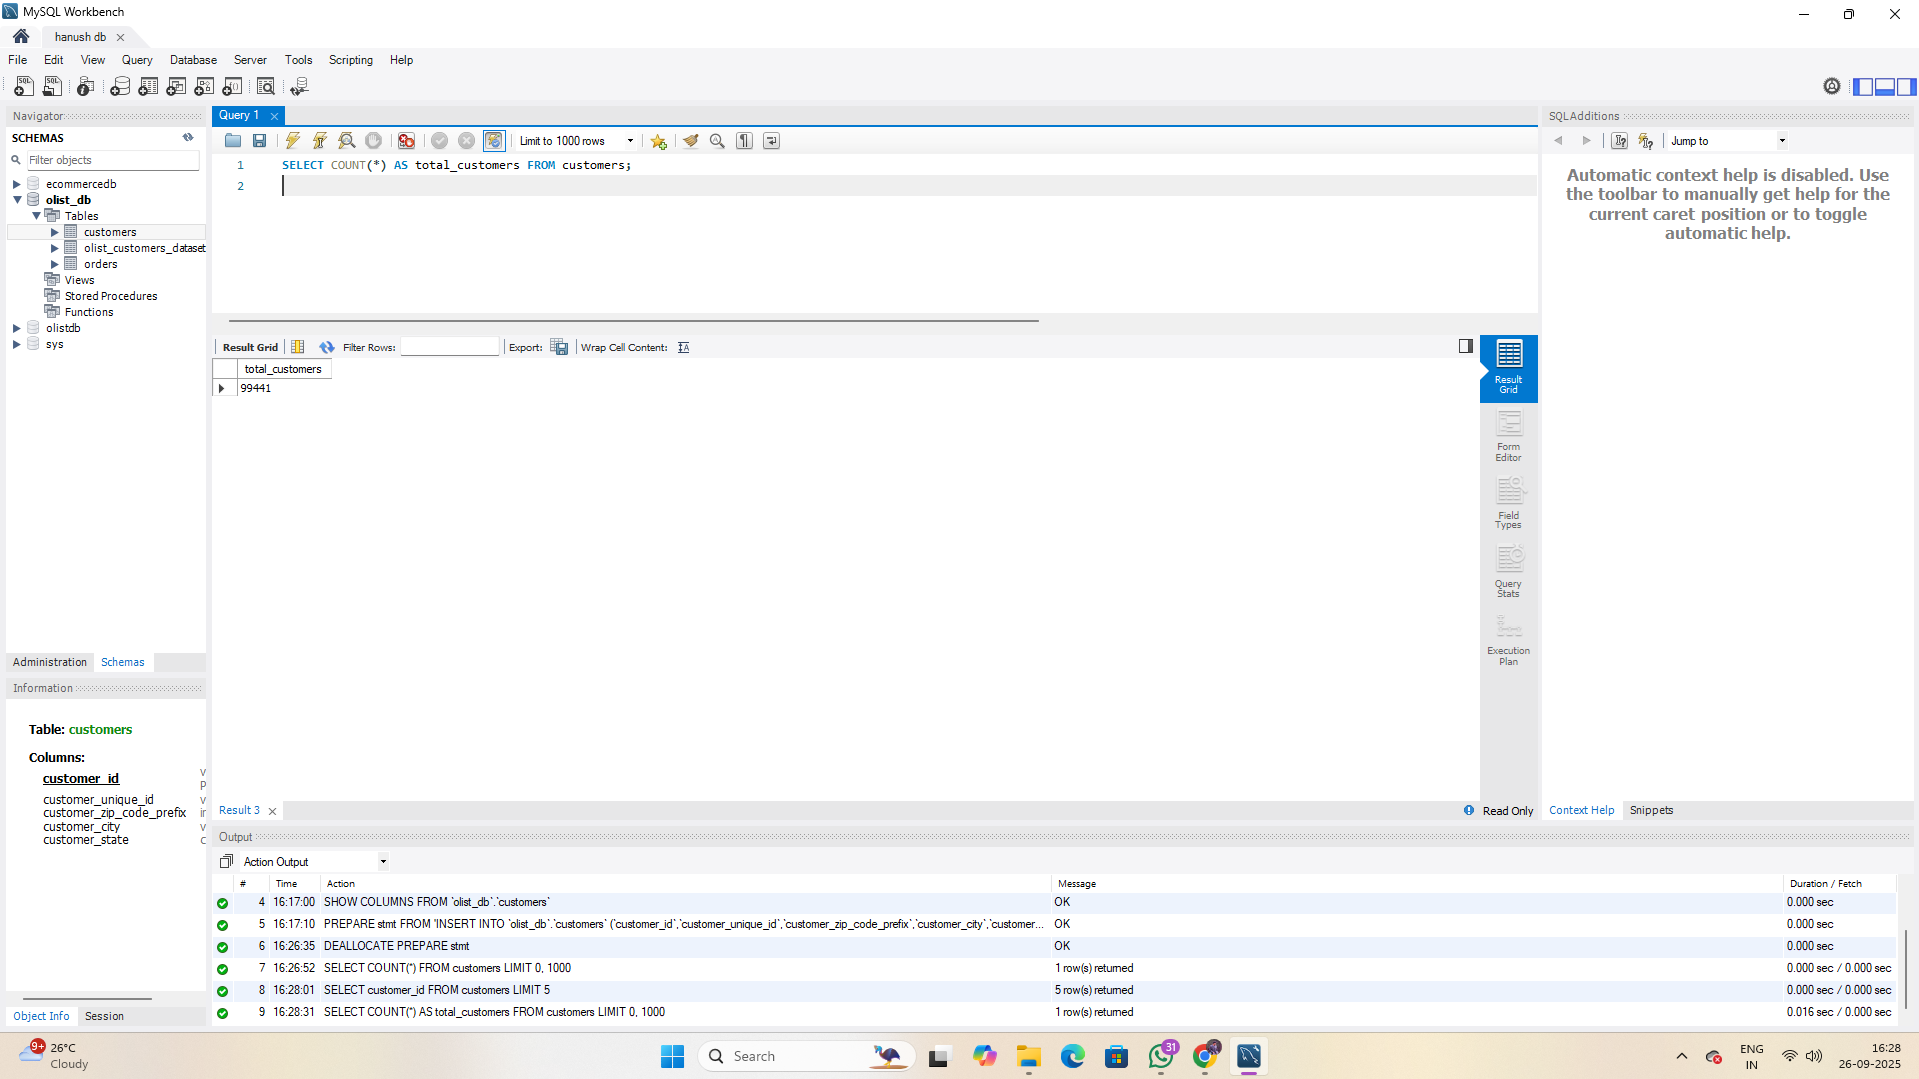 MySQL Workbench
hanush db
File Edit View Query Database Server Tools Scripting Help
Navigator
SCHEMAS
Filter objects
ecommercedb
olist_db
Tables
customers
olist_customers_dataset
orders
Views
Stored Procedures
Functions
olistdb
sys
Administration Schemas
Information
Table: customers
Columns:
customer_id
customer_unique_id
customer_zip_code_prefix
customer_city
customer_state
Object Info Session
Query 1
Limit to 1000 rows
1 SELECT COUNT(*) AS total_customers FROM customers;
2
Result Grid Filter Rows: Export: Wrap Cell Content:
total_customers
99441
Result Grid
Form Editor
Field Types
Query Stats
Execution Plan
Result 3
Read Only
SQLAdditions
Jump to
Automatic context help is disabled. Use
the toolbar to manually get help for the
current caret position or to toggle
automatic help.
Context Help Snippets
Output
Action Output
# Time Action Message Duration / Fetch
4 16:17:00 SHOW COLUMNS FROM `olist_db`.`customers` OK 0.000 sec
5 16:17:10 PREPARE stmt FROM 'INSERT INTO `olist_db`.`customers` (`customer_id`,`customer_unique_id`,`customer_zip_code_prefix`,`customer_city`,`customer... OK 0.000 sec
6 16:26:35 DEALLOCATE PREPARE stmt OK 0.000 sec
7 16:26:52 SELECT COUNT(*) FROM customers LIMIT 0, 1000 1 row(s) returned 0.000 sec / 0.000 sec
8 16:28:01 SELECT customer_id FROM customers LIMIT 5 5 row(s) returned 0.000 sec / 0.000 sec
9 16:28:31 SELECT COUNT(*) AS total_customers FROM customers LIMIT 0, 1000 1 row(s) returned 0.016 sec / 0.000 sec
9+
26°C
Cloudy
Search
31
ENG
IN
16:28
26-09-2025